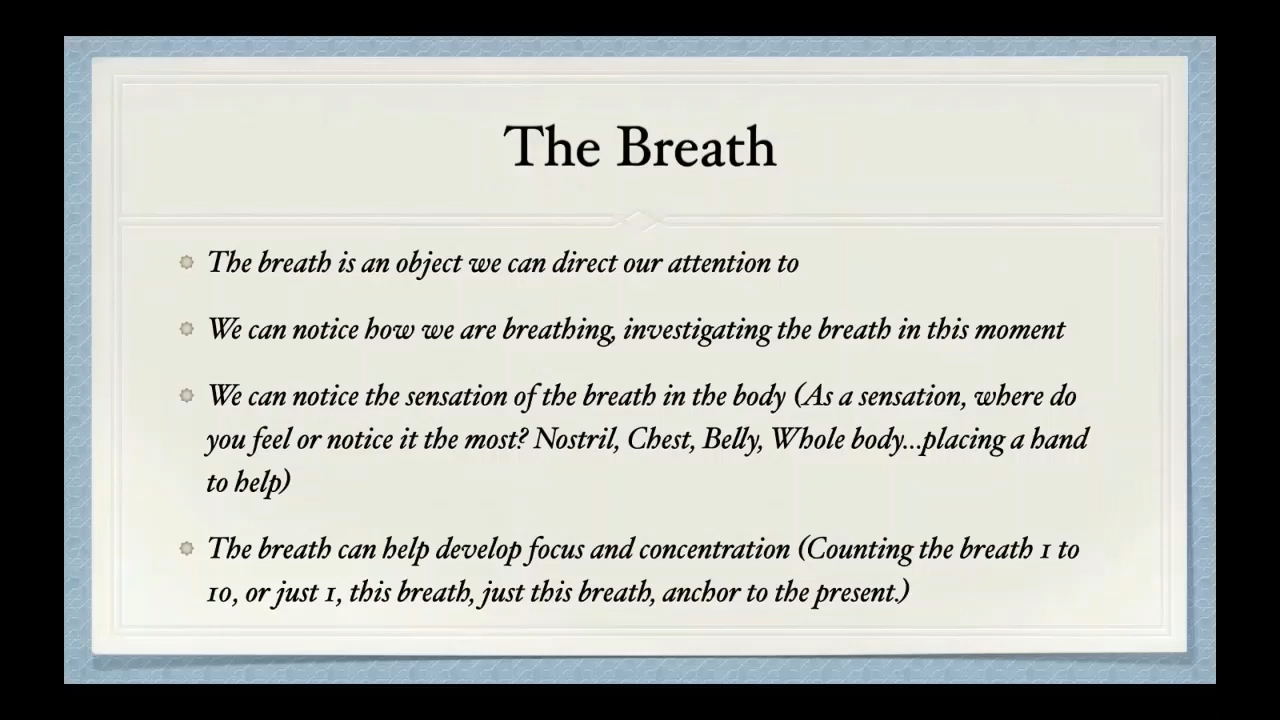 The Breath
The breath is an object we can direct our attention to
We can notice how we are breathing, investigating the breath in this moment
We can notice the sensation of the breath in the body (As a sensation, where do
you feel or notice it the most? Nostril, Chest, Belly, Whole body...placing a hand
to help)
The breath can help develop focus and concentration (Counting the breath 1 to
10, or just 1, this breath, just this breath, anchor to the present.)